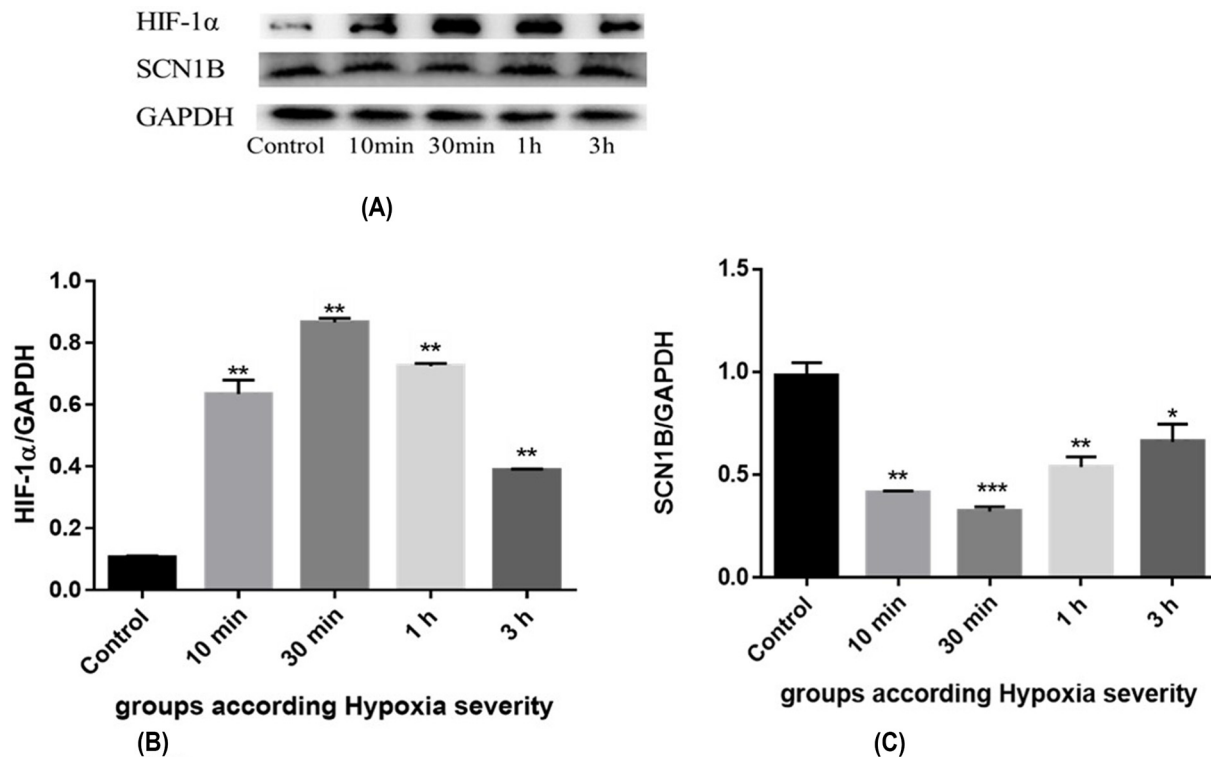 HIF-1α
SCN1B
GAPDH
Control 10min 30min 1h 3h
(A)
HIF-1α/GAPDH
1.0
0.8
0.6
0.4
0.2
0.0
**
**
**
**
Control
10 min
30 min
1 h
3 h
groups according Hypoxia severity
(B)
SCN1B/GAPDH
1.5
1.0
0.5
0.0
**
***
**
*
Control
10 min
30 min
1 h
3 h
groups according Hypoxia severity
(C)